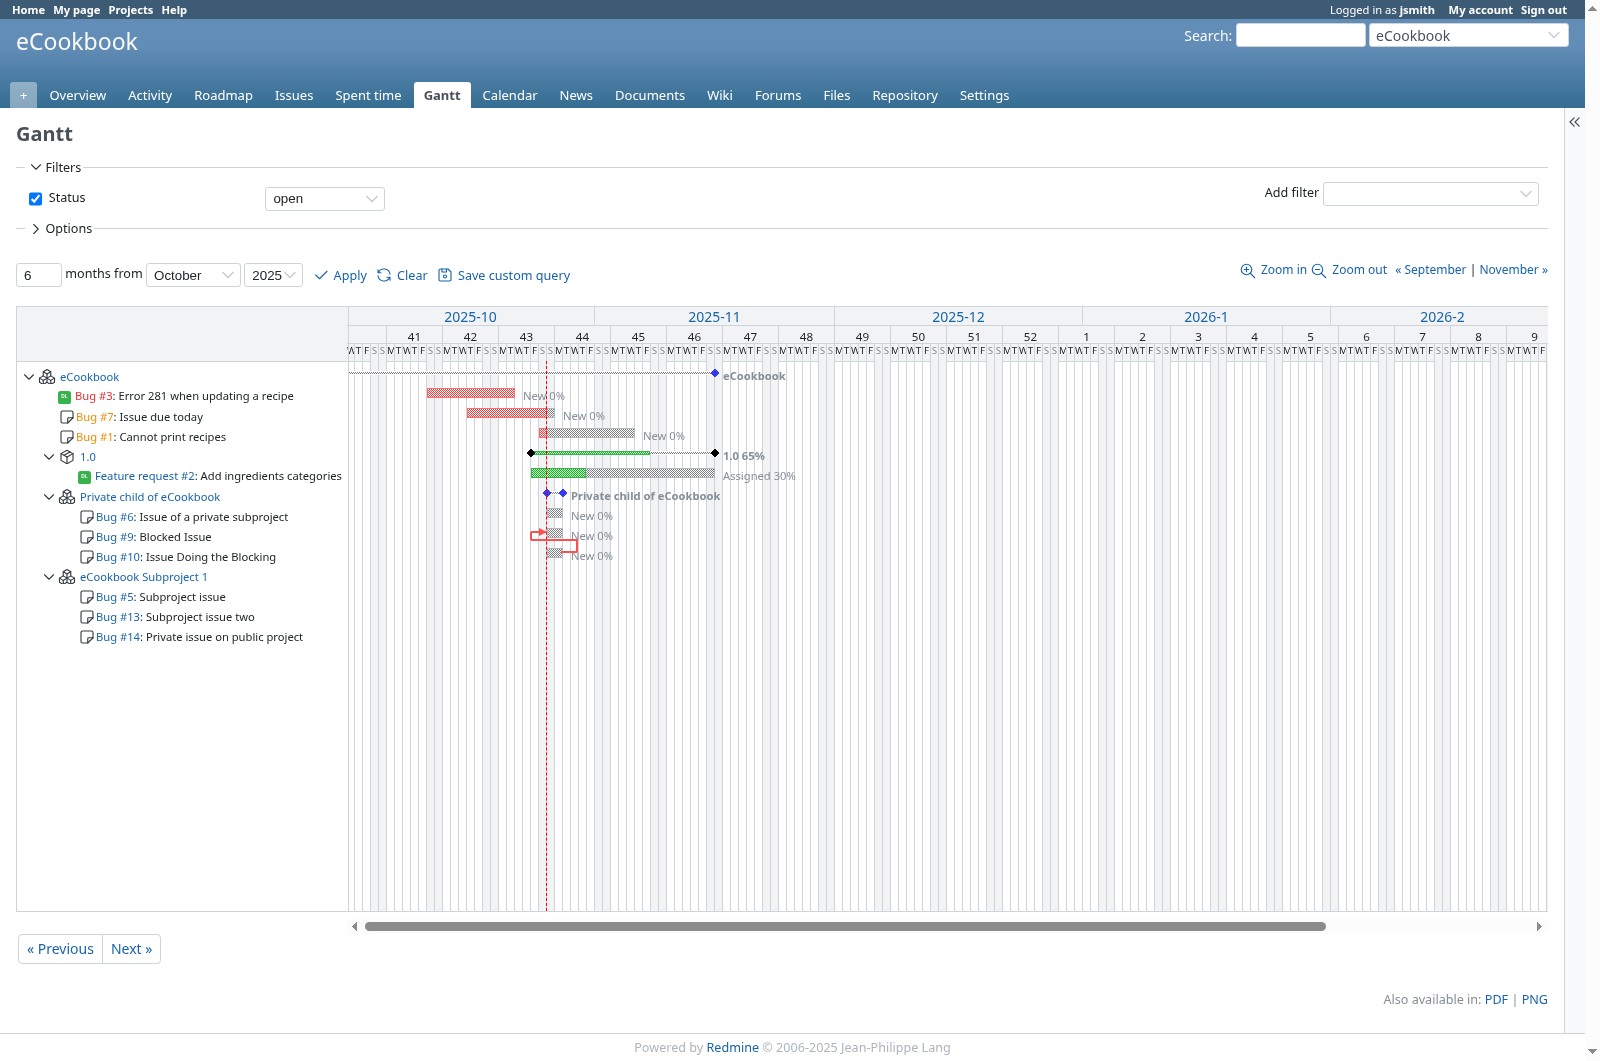 Home My page Projects Help
Logged in as jsmith My account Sign out
eCookbook
Search: eCookbook
+ Overview Activity Roadmap Issues Spent time Gantt Calendar News Documents Wiki Forums Files Repository Settings
Gantt
Filters
Status open Add filter
Options
6 months from October 2025 Apply Clear Save custom query
Zoom in Zoom out « September | November »
2025-10 2025-11 2025-12 2026-1 2026-2
41 42 43 44 45 46 47 48 49 50 51 52 1 2 3 4 5 6 7 8 9
eCookbook eCookbook
Bug #3: Error 281 when updating a recipe New 0%
Bug #7: Issue due today New 0%
Bug #1: Cannot print recipes New 0%
1.0 1.0 65%
Feature request #2: Add ingredients categories Assigned 30%
Private child of eCookbook Private child of eCookbook
Bug #6: Issue of a private subproject New 0%
Bug #9: Blocked Issue New 0%
Bug #10: Issue Doing the Blocking New 0%
eCookbook Subproject 1
Bug #5: Subproject issue
Bug #13: Subproject issue two
Bug #14: Private issue on public project
« Previous Next »
Also available in: PDF | PNG
Powered by Redmine © 2006-2025 Jean-Philippe Lang